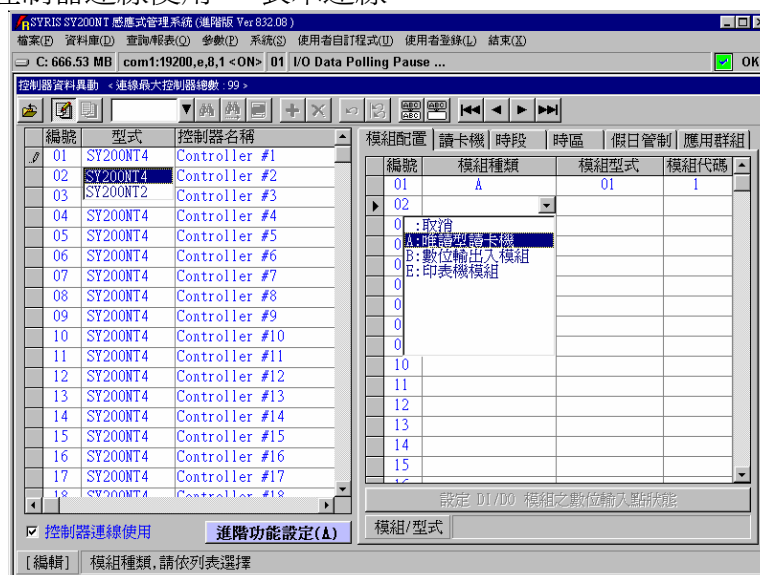 SYRIS SY200NT 感應式管理系統 (進階版 Ver 832.08 )
檔案(F) 資料庫(D) 查詢/報表(Q) 參數(P) 系統(S) 使用者自訂程式(U) 使用者登錄(L) 結束(X)
C: 666.53 MB com1:19200,e,8,1 <ON> 01 I/O Data Polling Pause ... OK
控制器資料異動 < 連線最大控制器總數 : 99 >
編號 型式 控制器名稱
01 SY200NT4 Controller #1
02 SY200NT4 Controller #2
03 SY200NT2 Controller #3
04 SY200NT4 Controller #4
05 SY200NT4 Controller #5
06 SY200NT4 Controller #6
07 SY200NT4 Controller #7
08 SY200NT4 Controller #8
09 SY200NT4 Controller #9
10 SY200NT4 Controller #10
11 SY200NT4 Controller #11
12 SY200NT4 Controller #12
13 SY200NT4 Controller #13
14 SY200NT4 Controller #14
15 SY200NT4 Controller #15
16 SY200NT4 Controller #16
17 SY200NT4 Controller #17
18 SY200NT4 Controller #18
控制器連線使用 進階功能設定(A)
模組配置 讀卡機 時段 時區 假日管制 應用群組
編號 模組種類 模組型式 模組代碼
01 A 01 1
02
:取消
A:唯讀型讀卡機
B:數位輸出入模組
E:印表機模組
10
11
12
13
14
15
設定 DI/DO 模組之數位輸入點狀態
模組/型式
[編輯] 模組種類,請依列表選擇